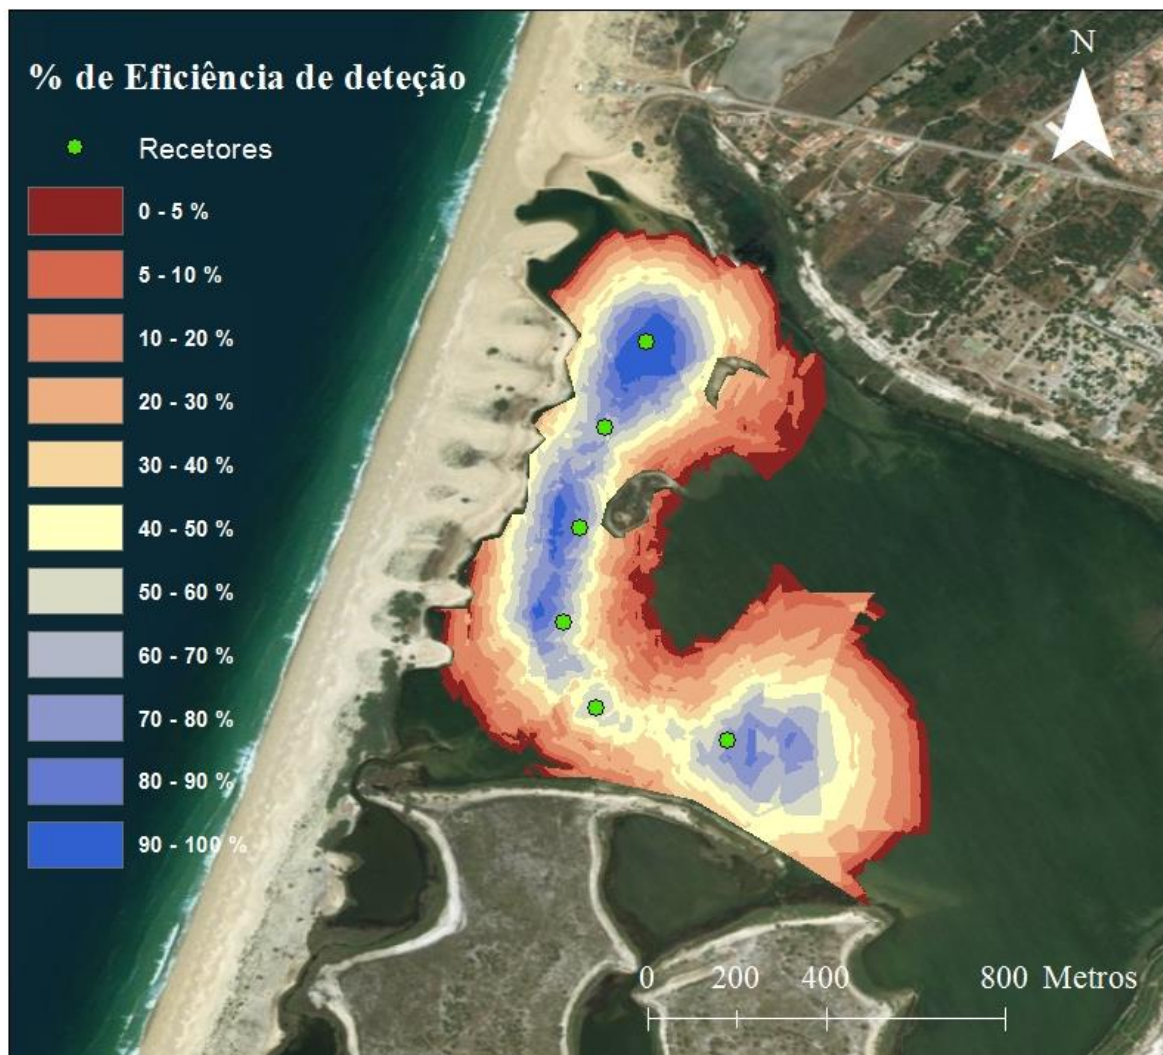 % de Eficiência de deteção
Recetores
0 - 5 %
5 - 10 %
10 - 20 %
20 - 30 %
30 - 40 %
40 - 50 %
50 - 60 %
60 - 70 %
70 - 80 %
80 - 90 %
90 - 100 %
N
0 200 400 800 Metros